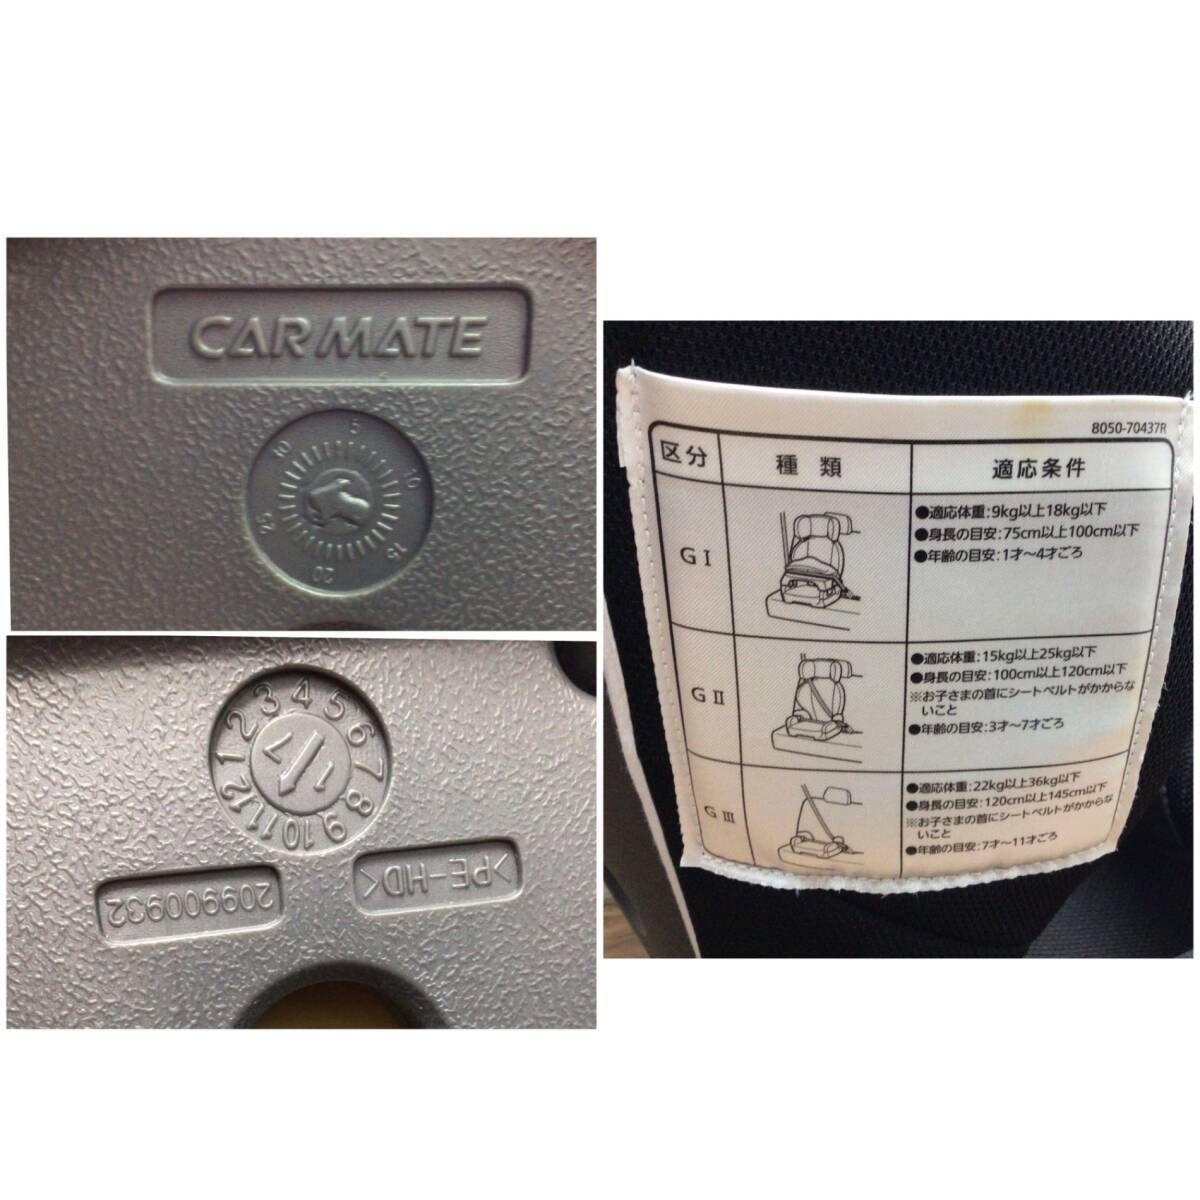 CARMATE
5
10
15
20
25
40
1 2 3 4 5 6 7 8 9 10 11 12
17
>PE-HD<
209900932
8050-70437R
区分 種類 適応条件
GⅠ
●適応体重:9kg以上18kg以下
●身長の目安:75cm以上100cm以下
●年齢の目安:1才〜4才ごろ
GⅡ
●適応体重:15kg以上25kg以下
●身長の目安:100cm以上120cm以下
※お子さまの首にシートベルトがかからな
いこと
●年齢の目安:3才〜7才ごろ
GⅢ
●適応体重:22kg以上36kg以下
●身長の目安:120cm以上145cm以下
※お子さまの首にシートベルトがかからな
いこと
●年齢の目安:7才〜11才ごろ